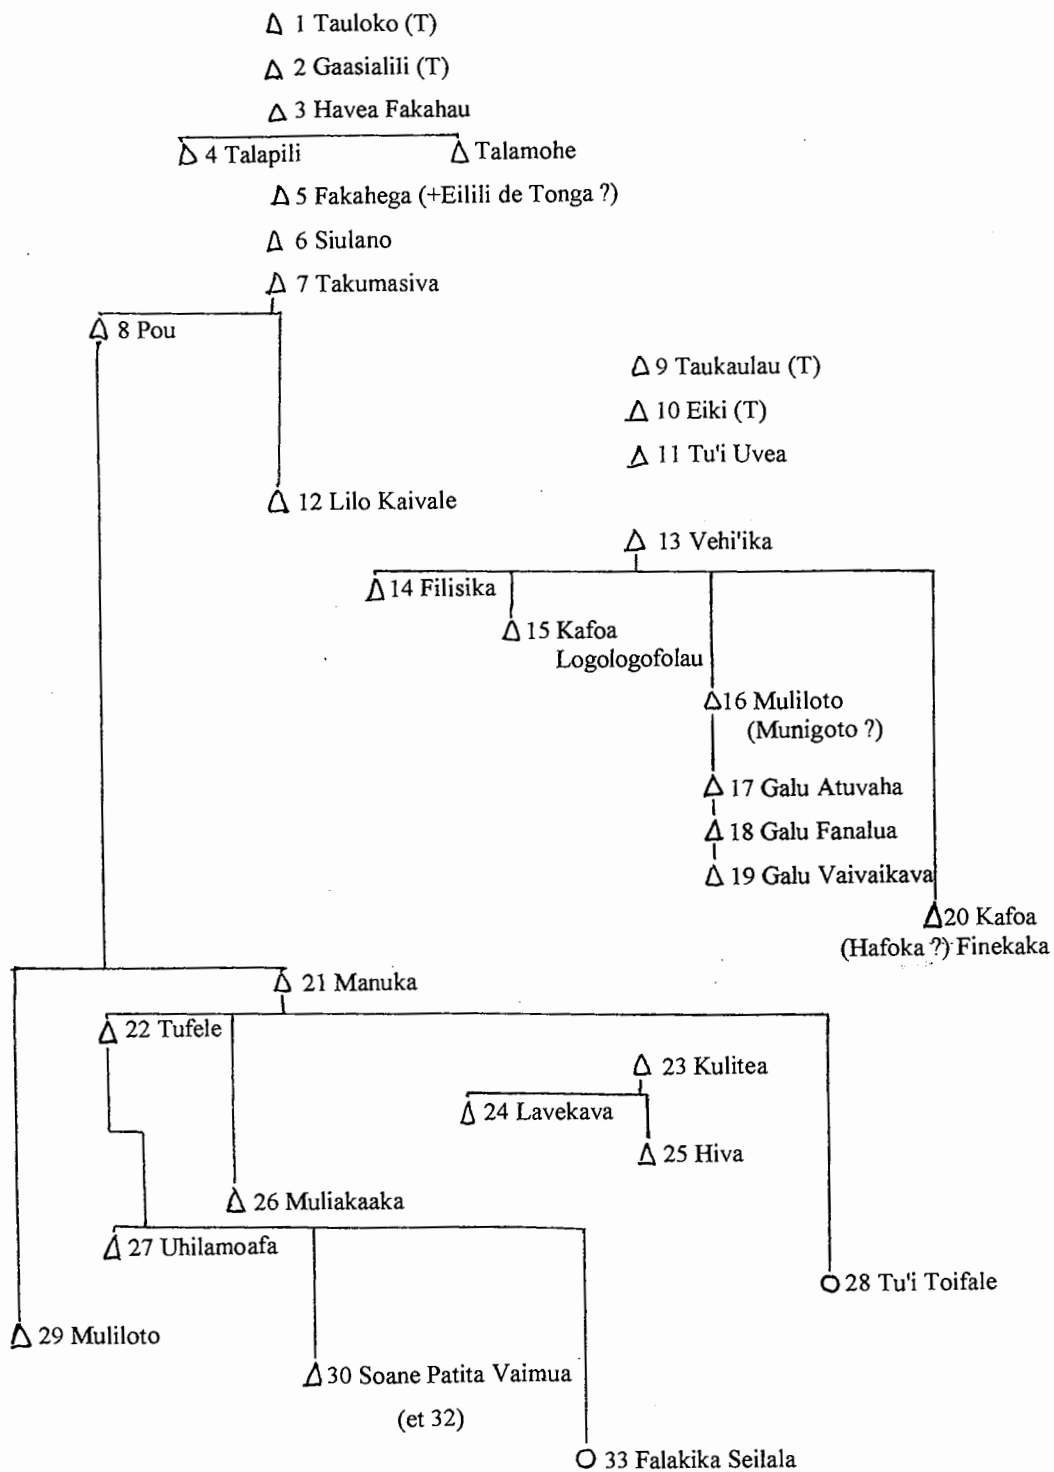 1 Tauloko (T)
2 Gaasialili (T)
3 Havea Fakahau
4 Talapili
Talamohe
5 Fakahega (+Eilili de Tonga ?)
6 Siulano
7 Takumasiva
8 Pou
9 Taukaulau (T)
10 Eiki (T)
11 Tu'i Uvea
12 Lilo Kaivale
13 Vehi'ika
14 Filisika
15 Kafoa
Logologofolau
16 Muliloto
(Munigoto ?)
17 Galu Atuvaha
18 Galu Fanalua
19 Galu Vaivaikava
20 Kafoa
(Hafoka ?) Finekaka
21 Manuka
22 Tufele
23 Kulitea
24 Lavekava
25 Hiva
26 Muliakaaka
27 Uhilamoafa
28 Tu'i Toifale
29 Muliloto
30 Soane Patita Vaimua
(et 32)
33 Falakika Seilala